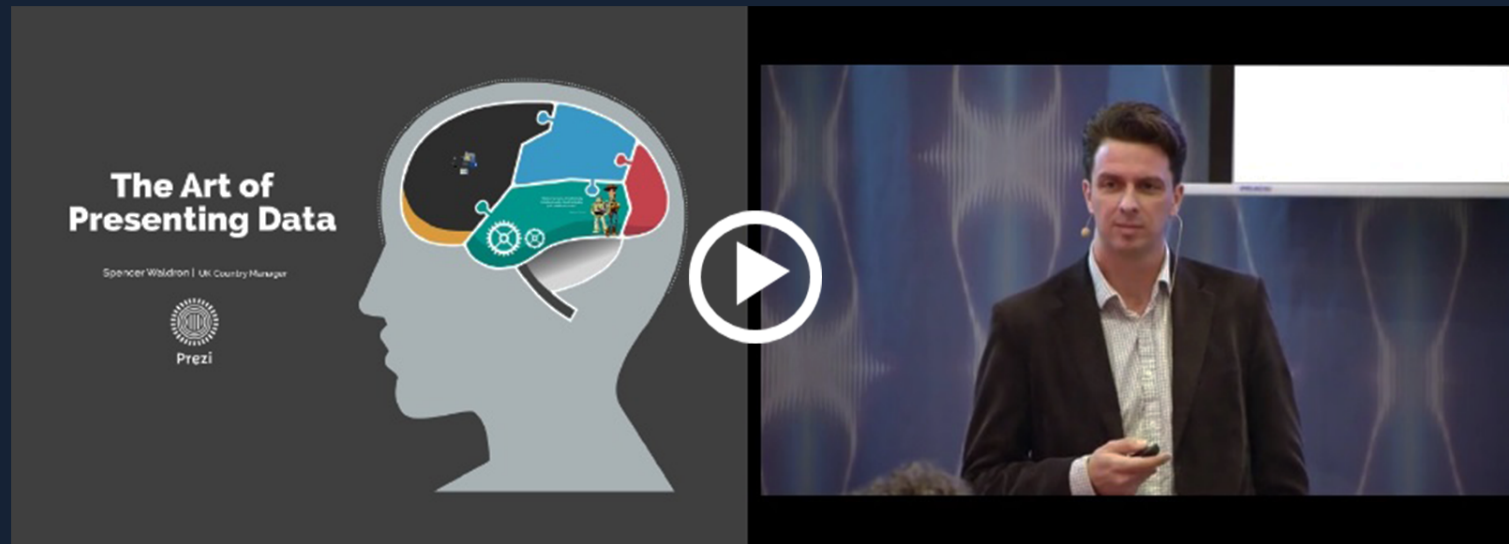 The Art of
Presenting Data
Spencer Waldron | UK Country Manager
Prezi